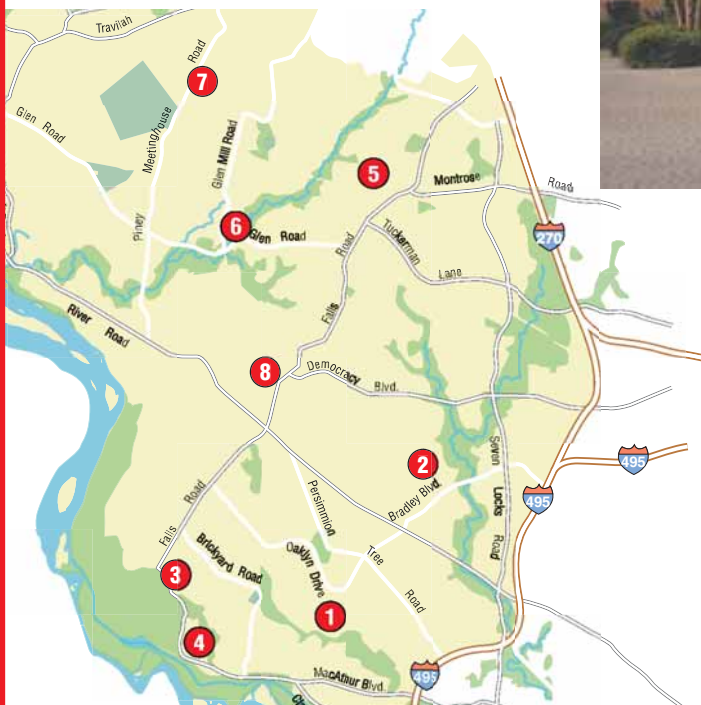 Travilah
Road
7
Glen Road
Meetinghouse
Glen Mill Road
5
Montrose
Road
Piney
6
Glen Road
Road
Tuckerman
Lane
270
River Road
Falls
8
Democracy
Blvd.
2
Seven
Locks
Road
495
495
Bradley Blvd
Persimmion
Tree
Road
Falls
Road
Brickyard Road
Oaklyn Drive
3
1
4
MacAthur Blvd.
495